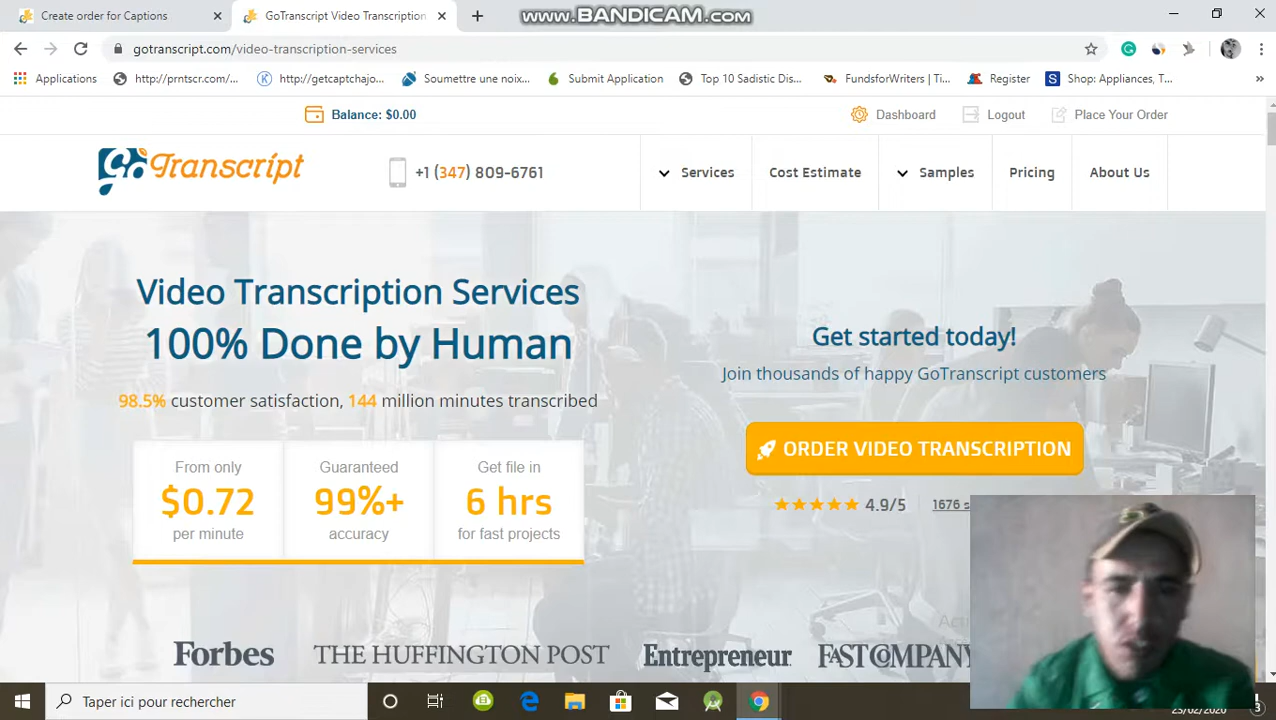 www.BANDICAM.com
Create order for Captions
GoTranscript Video Transcription
gotranscript.com/video-transcription-services
Applications
http://prntscr.com/...
http://getcaptchajo...
Soumettre une noix...
Submit Application
Top 10 Sadistic Dis...
FundsforWriters | Ti...
Register
Shop: Appliances, T...
»
Balance: $0.00
Dashboard
Logout
Place Your Order
GoTranscript
+1 (347) 809-6761
Services
Cost Estimate
Samples
Pricing
About Us
Video Transcription Services
100% Done by Human
98.5% customer satisfaction, 144 million minutes transcribed
From only
$0.72
per minute
Guaranteed
99%+
accuracy
Get file in
6 hrs
for fast projects
Get started today!
Join thousands of happy GoTranscript customers
ORDER VIDEO TRANSCRIPTION
4.9/5
1676
Forbes
THE HUFFINGTON POST
Entrepreneur
FAST COMPANY
Taper ici pour rechercher
23/02/2020
3